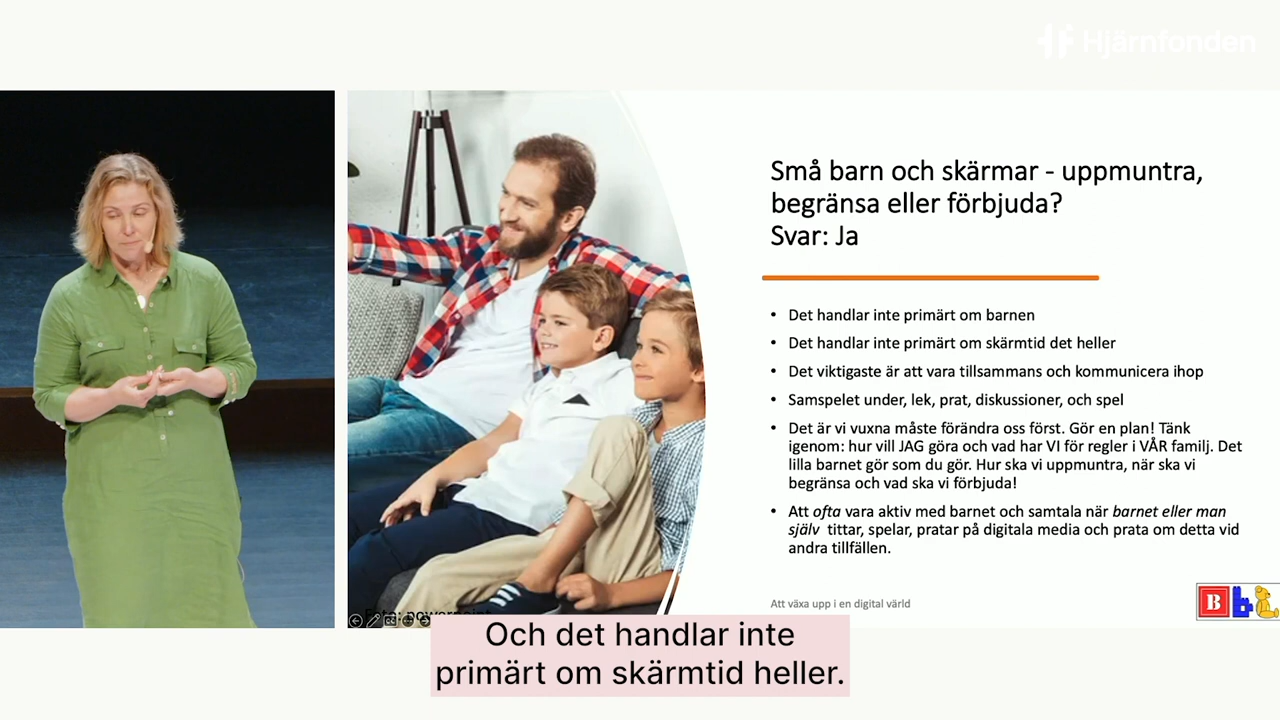 Hjärnfonden
Små barn och skärmar - uppmuntra,
begränsa eller förbjuda?
Svar: Ja
• Det handlar inte primärt om barnen
• Det handlar inte primärt om skärmtid det heller
• Det viktigaste är att vara tillsammans och kommunicera ihop
• Samspelet under, lek, prat, diskussioner, och spel
• Det är vi vuxna måste förändra oss först. Gör en plan! Tänk
igenom: hur vill JAG göra och vad har VI för regler i VÅR familj. Det
lilla barnet gör som du gör. Hur ska vi uppmuntra, när ska vi
begränsa och vad ska vi förbjuda!
• Att ofta vara aktiv med barnet och samtala när barnet eller man
själv tittar, spelar, pratar på digitala media och prata om detta vid
andra tillfällen.
Foto: powerpoint
Att växa upp i en digital värld
B b
Och det handlar inte
primärt om skärmtid heller.